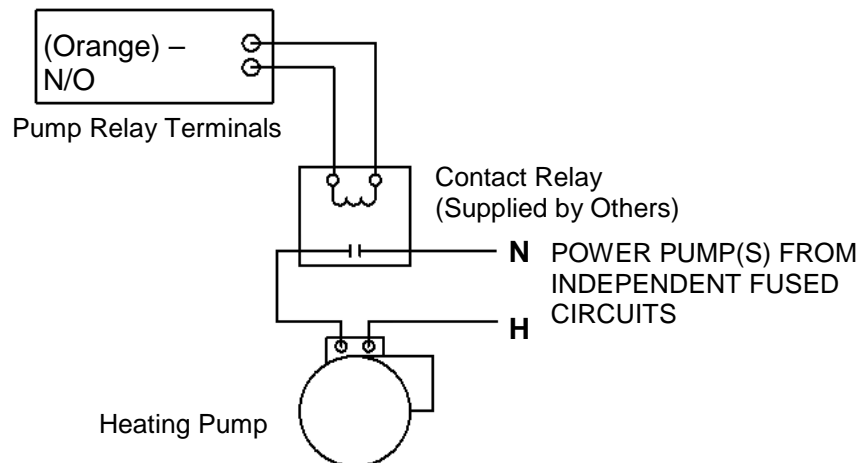 (Orange) –
N/O
Pump Relay Terminals
Contact Relay
(Supplied by Others)
N
POWER PUMP(S) FROM
INDEPENDENT FUSED
CIRCUITS
H
Heating Pump